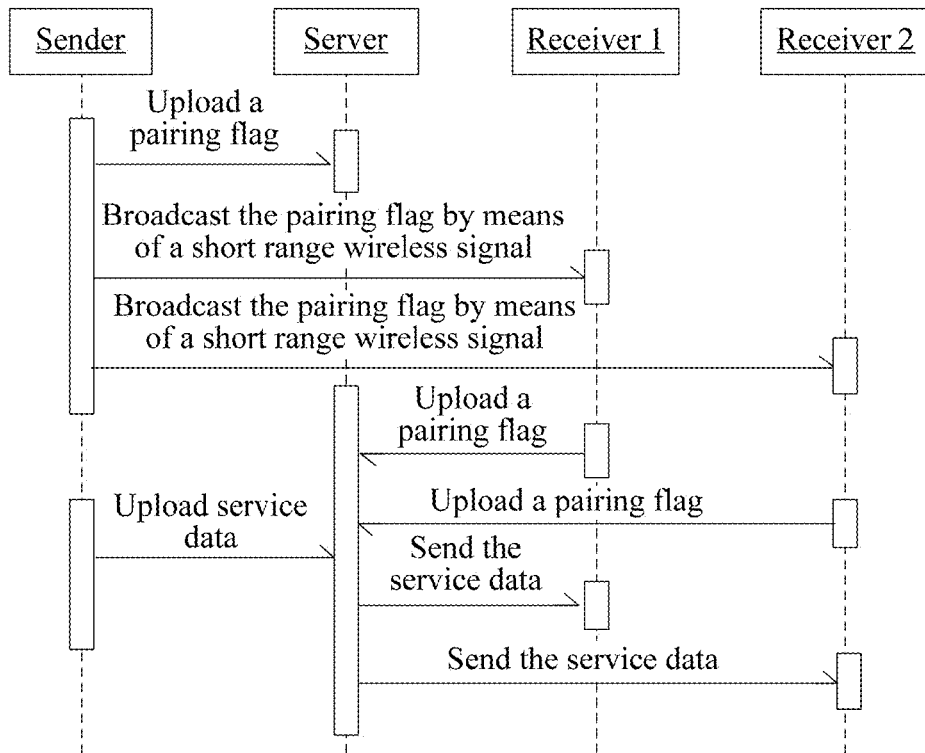 Sender
Server
Receiver 1
Receiver 2
Upload a
pairing flag
Broadcast the pairing flag by means
of a short range wireless signal
Broadcast the pairing flag by means
of a short range wireless signal
Upload a
pairing flag
Upload a pairing flag
Upload service
data
Send the
service data
Send the service data